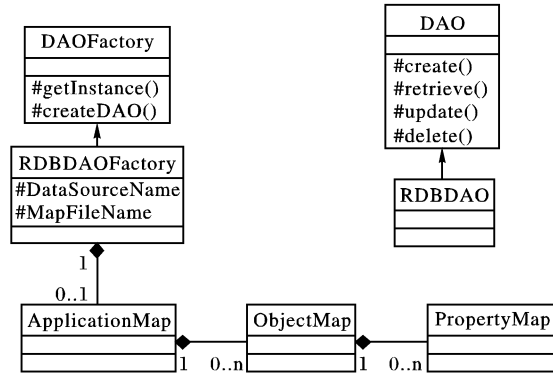 DAOFactory
#getInstance()
#createDAO()
DAO
#create()
#retrieve()
#update()
#delete()
RDBDAOFactory
#DataSourceName
#MapFileName
RDBDAO
1
0..1
ApplicationMap
1
0..n
ObjectMap
1
0..n
PropertyMap